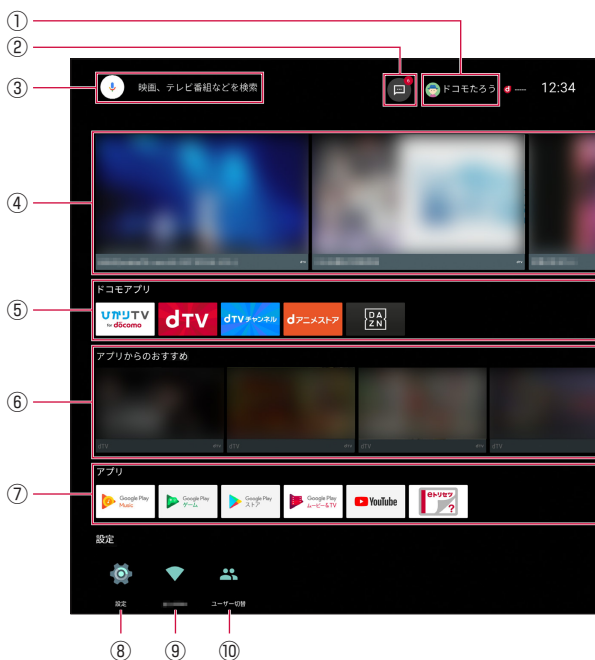 ①
②
③
映画、テレビ番組などを検索
ドコモたろう
12:34
④
ドコモアプリ
⑤
ひかりTV for döcomo
dTV
dTVチャンネル
dアニメストア
DAZN
アプリからのおすすめ
⑥
dTV
dTV
dTV
dTV
アプリ
⑦
Google Play Music
Google Play ゲーム
Google Play ストア
Google Play ムービー&TV
YouTube
eトリセツ ?
設定
設定
ユーザー切替
⑧
⑨
⑩